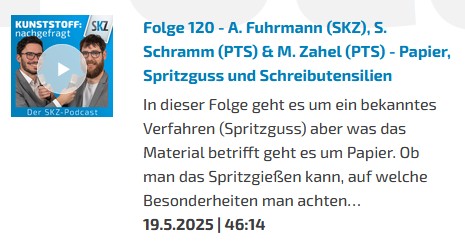 KUNSTSTOFF:
nachgefragt
SKZ
Der SKZ-Podcast
Folge 120 - A. Fuhrmann (SKZ), S.
Schramm (PTS) & M. Zahel (PTS) - Papier,
Spritzguss und Schreibutensilien
In dieser Folge geht es um ein bekanntes
Verfahren (Spritzguss) aber was das
Material betrifft geht es um Papier. Ob
man das Spritzgießen kann, auf welche
Besonderheiten man achten…
19.5.2025 | 46:14